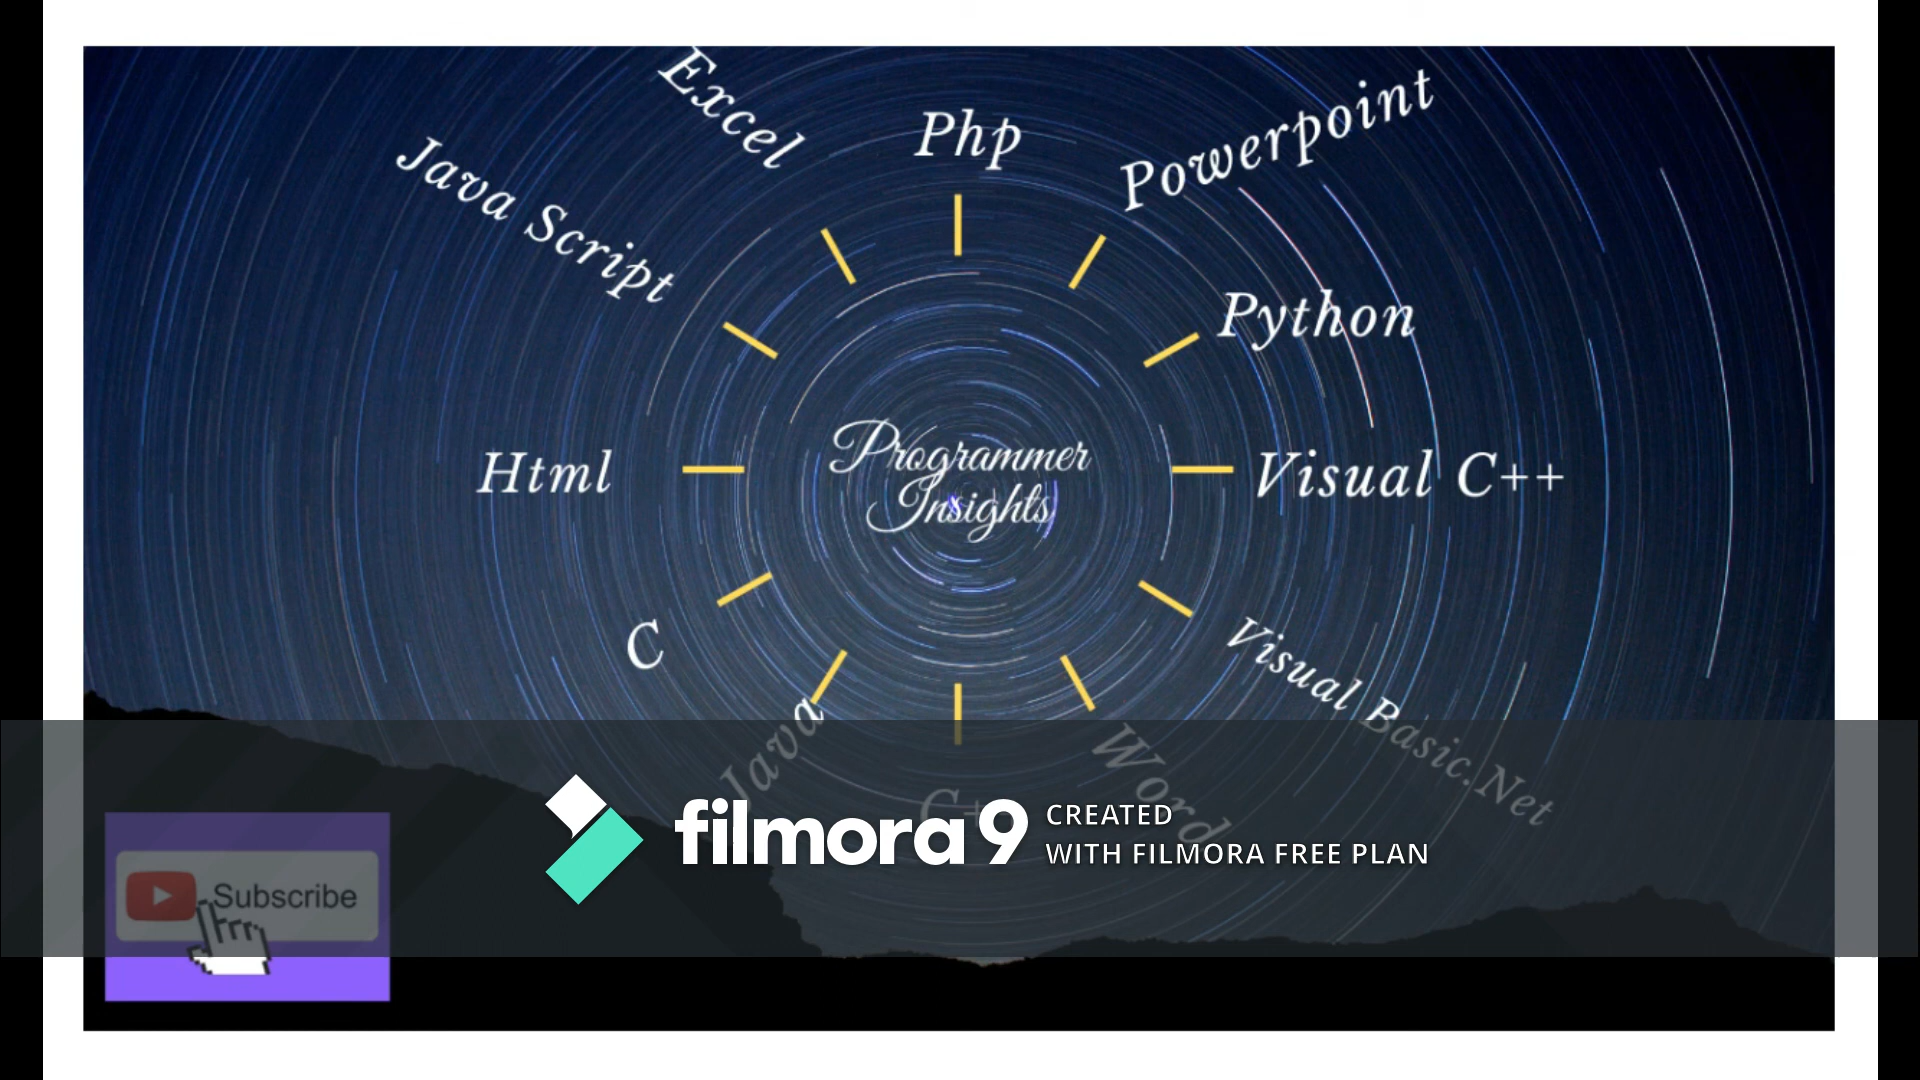 Excel
Php
Powerpoint
Java Script
Python
Programmer
Insights
Html
Visual C++
C
Visual Basic.Net
Java
Word
filmora9
CREATED
WITH FILMORA FREE PLAN
Subscribe